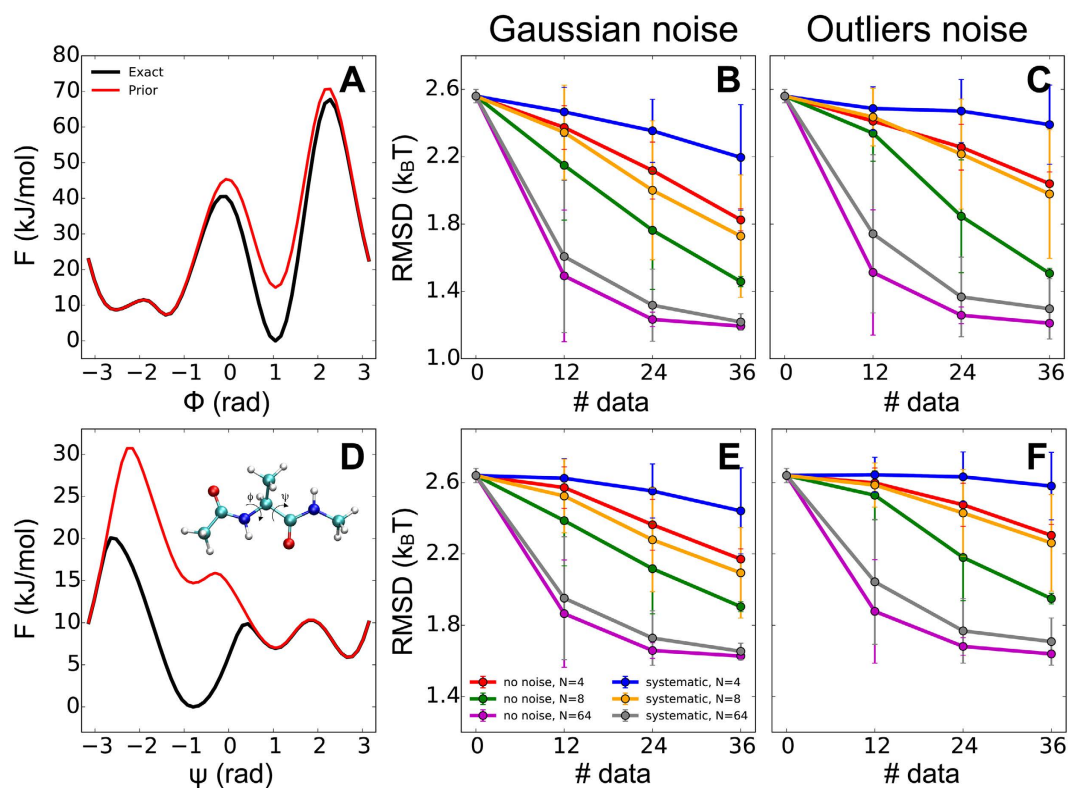 Gaussian noise
Outliers noise
A
Exact
Prior
F (kJ/mol)
80
70
60
50
40
30
20
10
0
−3 −2 −1 0 1 2 3
Φ (rad)
B
RMSD (kBT)
2.6
2.2
1.8
1.4
1.0
0 12 24 36
# data
C
0 12 24 36
# data
D
F (kJ/mol)
30
25
20
15
10
5
0
ϕ ψ
−3 −2 −1 0 1 2 3
ψ (rad)
E
RMSD (kBT)
2.6
2.2
1.8
1.4
no noise, N=4
no noise, N=8
no noise, N=64
systematic, N=4
systematic, N=8
systematic, N=64
0 12 24 36
# data
F
0 12 24 36
# data